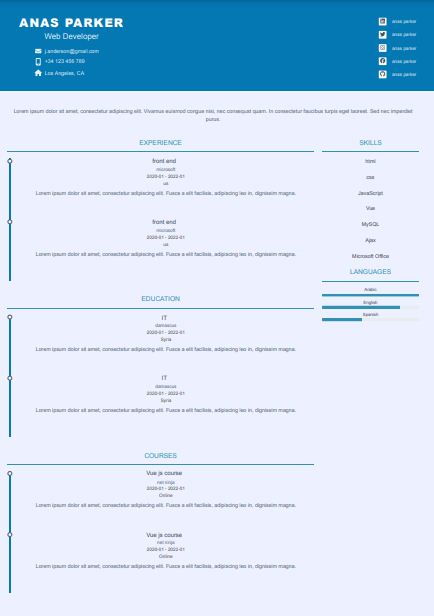 ANAS PARKER
Web Developer
j.anderson@gmail.com
+34 123 456 789
Los Angeles, CA
anas parker
anas parker
anas parker
anas parker
anas parker
Lorem ipsum dolor sit amet, consectetur adipiscing elit. Vivamus euismod congue nisi, nec consequat quam. In consectetur faucibus turpis eget laoreet. Sed nec imperdiet
purus.
EXPERIENCE
front end
microsoft
2020-01 - 2022-01
us
Lorem ipsum dolor sit amet, consectetur adipiscing elit. Fusce a elit facilisis, adipiscing leo in, dignissim magna.
front end
microsoft
2020-01 - 2022-01
us
Lorem ipsum dolor sit amet, consectetur adipiscing elit. Fusce a elit facilisis, adipiscing leo in, dignissim magna.
EDUCATION
IT
damascus
2020-01 - 2022-01
Syria
Lorem ipsum dolor sit amet, consectetur adipiscing elit. Fusce a elit facilisis, adipiscing leo in, dignissim magna.
IT
damascus
2020-01 - 2022-01
Syria
Lorem ipsum dolor sit amet, consectetur adipiscing elit. Fusce a elit facilisis, adipiscing leo in, dignissim magna.
COURSES
Vue js course
net ninja
2020-01 - 2022-01
Online
Lorem ipsum dolor sit amet, consectetur adipiscing elit. Fusce a elit facilisis, adipiscing leo in, dignissim magna.
Vue js course
net ninja
2020-01 - 2022-01
Online
Lorem ipsum dolor sit amet, consectetur adipiscing elit. Fusce a elit facilisis, adipiscing leo in, dignissim magna.
SKILLS
html
css
JavaScript
Vue
MySQL
Ajax
Microsoft Office
LANGUAGES
Arabic
English
Spanish